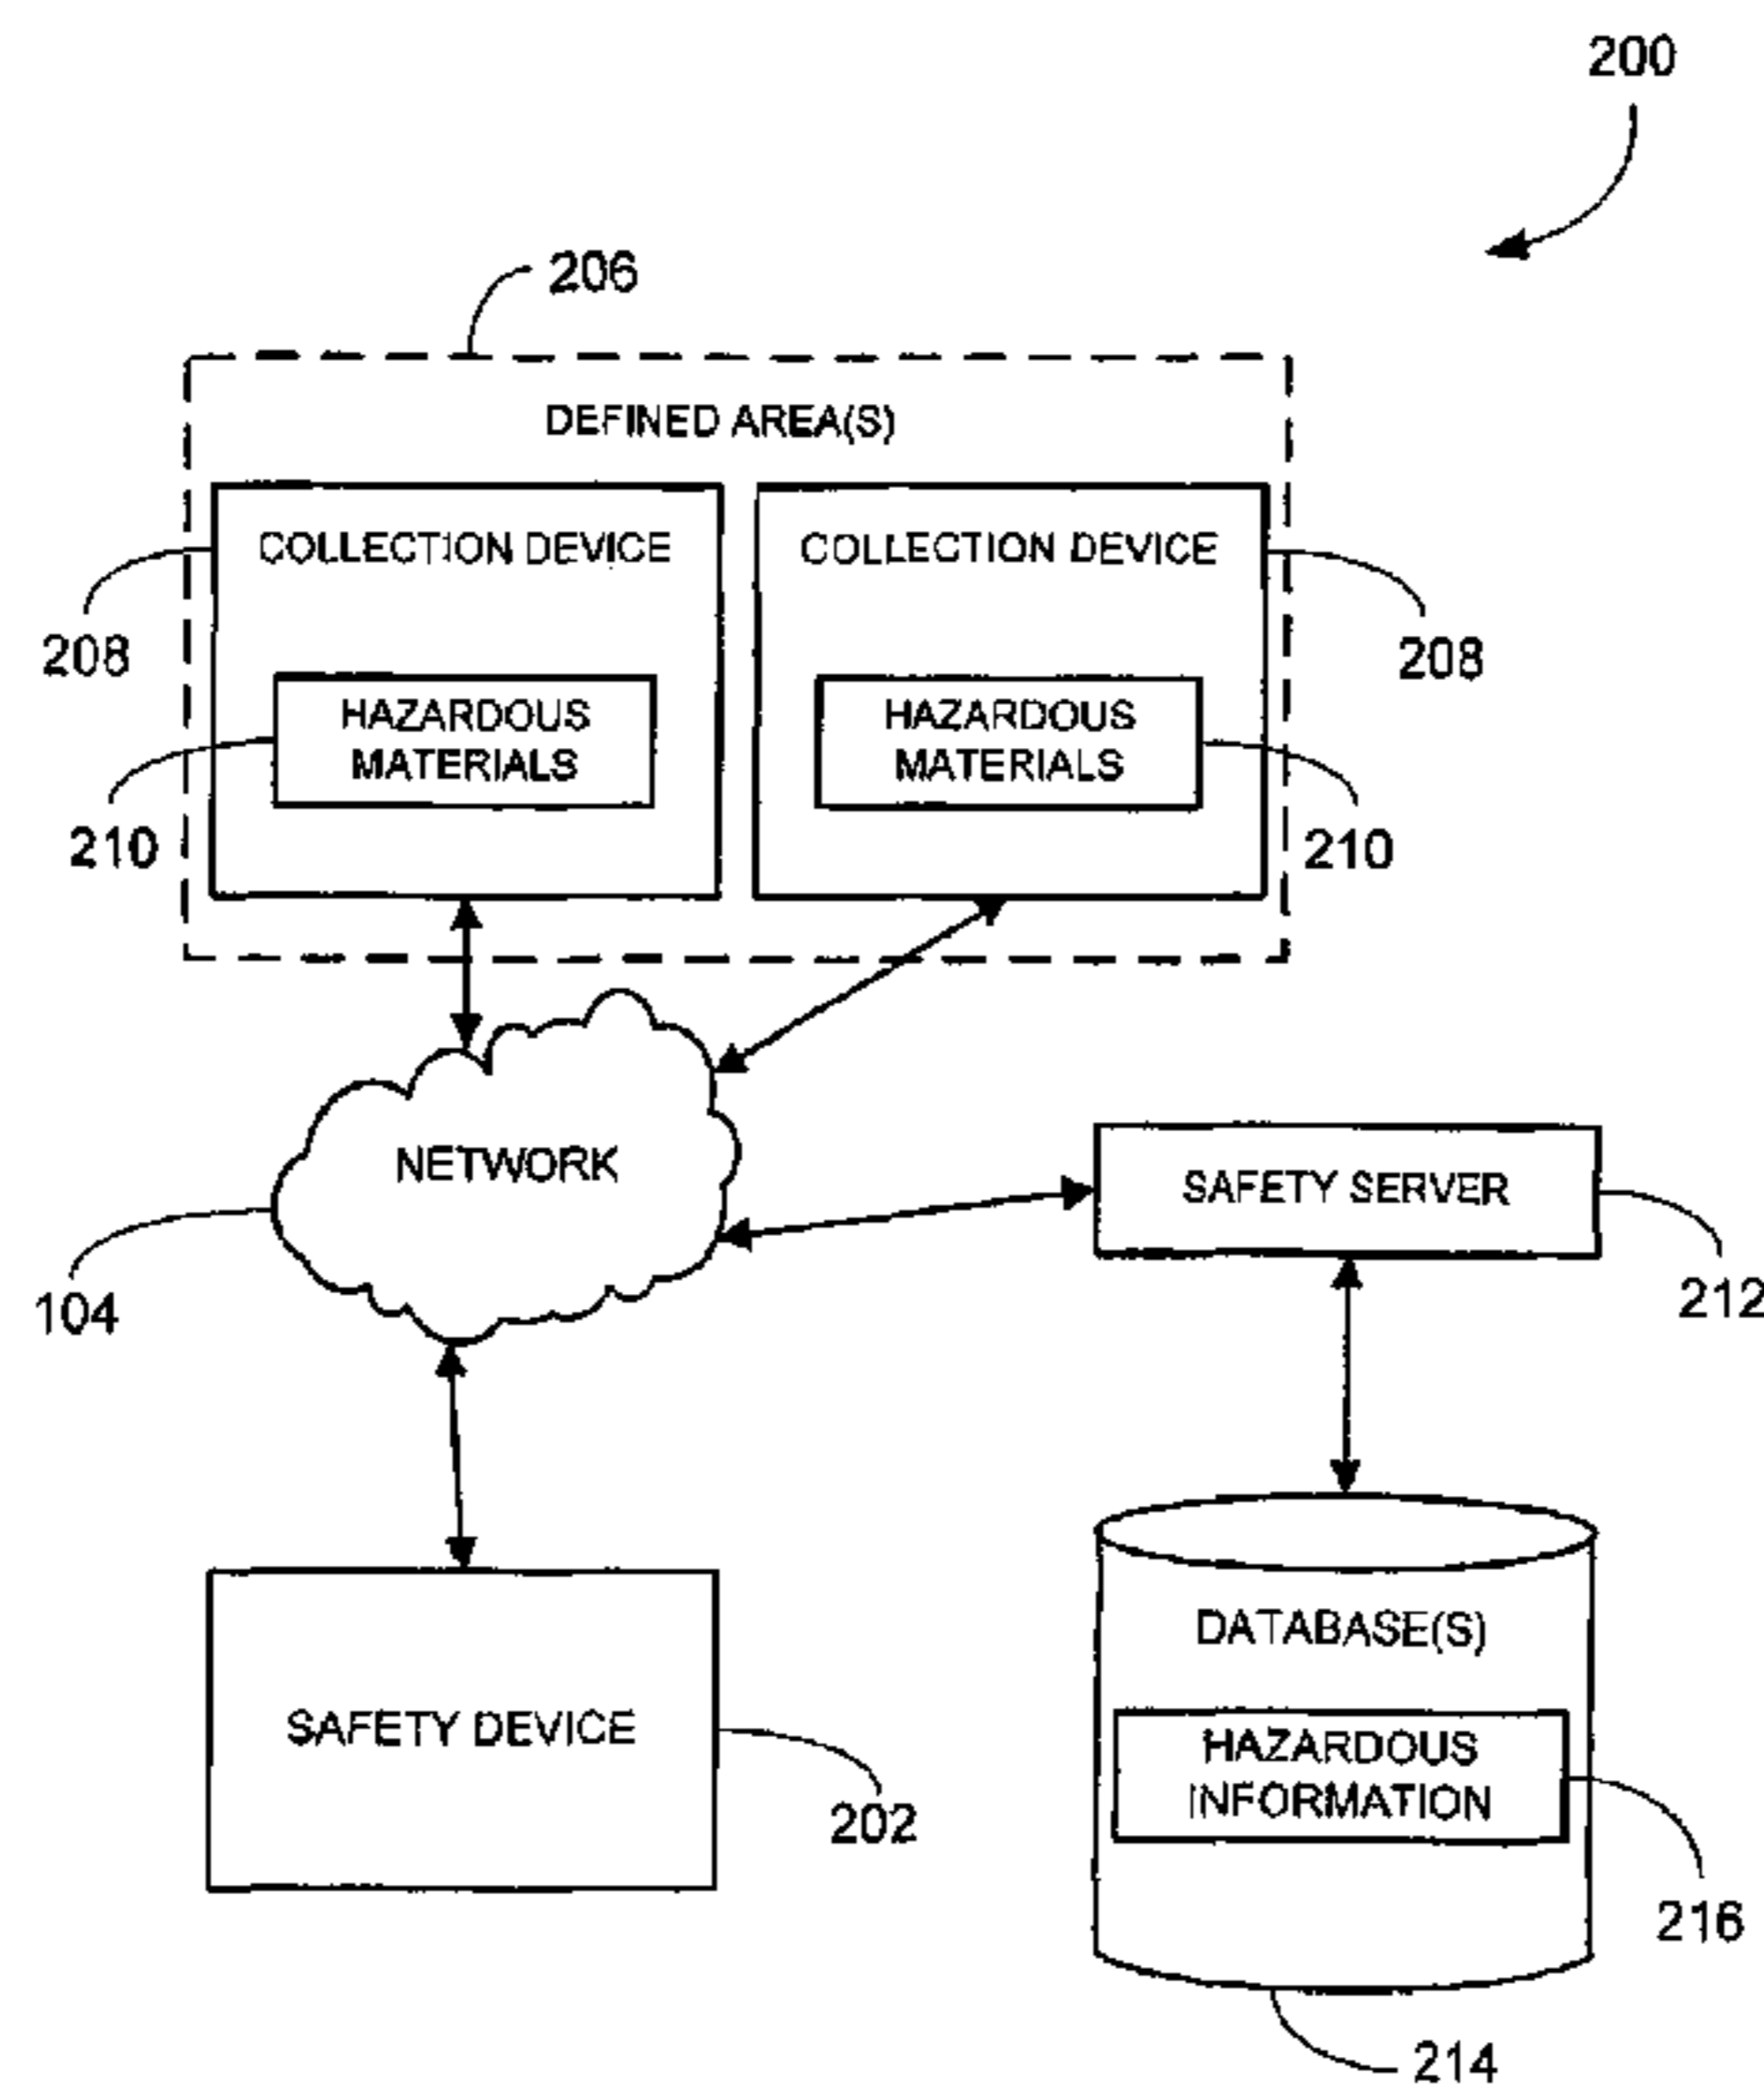 200
206
DEFINED AREA(S)
COLLECTION DEVICE
COLLECTION DEVICE
208
208
HAZARDOUS
MATERIALS
HAZARDOUS
MATERIALS
210
210
NETWORK
SAFETY SERVER
104
212
DATABASE(S)
SAFETY DEVICE
HAZARDOUS
INFORMATION
202
216
214